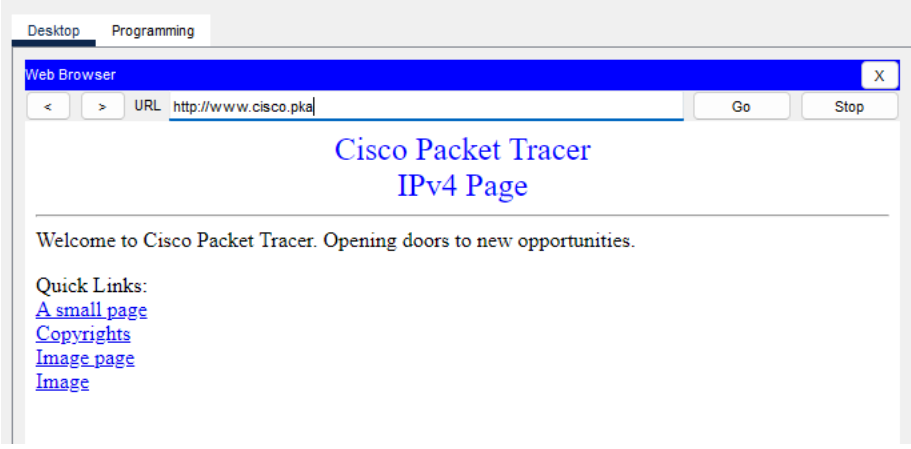 Desktop Programming
Web Browser X
< > URL http://www.cisco.pka Go Stop
Cisco Packet Tracer
IPv4 Page
Welcome to Cisco Packet Tracer. Opening doors to new opportunities.
Quick Links:
A small page
Copyrights
Image page
Image